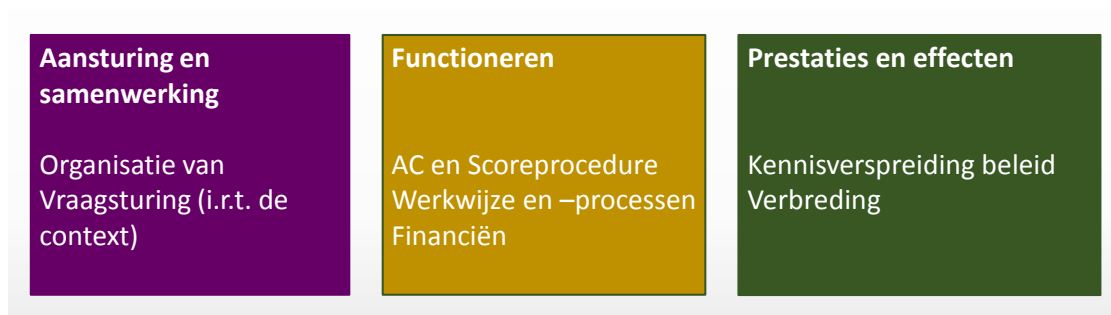 Aansturing en
samenwerking
Organisatie van
Vraagsturing (i.r.t. de
context)
Functioneren
AC en Scoreprocedure
Werkwijze en –processen
Financiën
Prestaties en effecten
Kennisverspreiding beleid
Verbreding